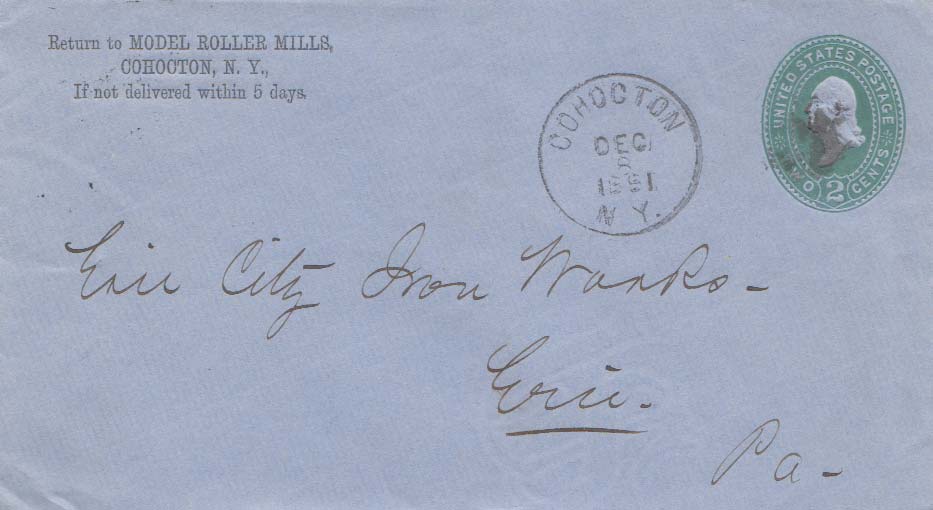 Return to MODEL ROLLER MILLS,
COHOCTON, N. Y.,
If not delivered within 5 days.
COHOCTON
DEC
N. Y.
UNITED STATES POSTAGE
TWO 2 CENTS
Erie City Iron Works -
Erie.
Pa -